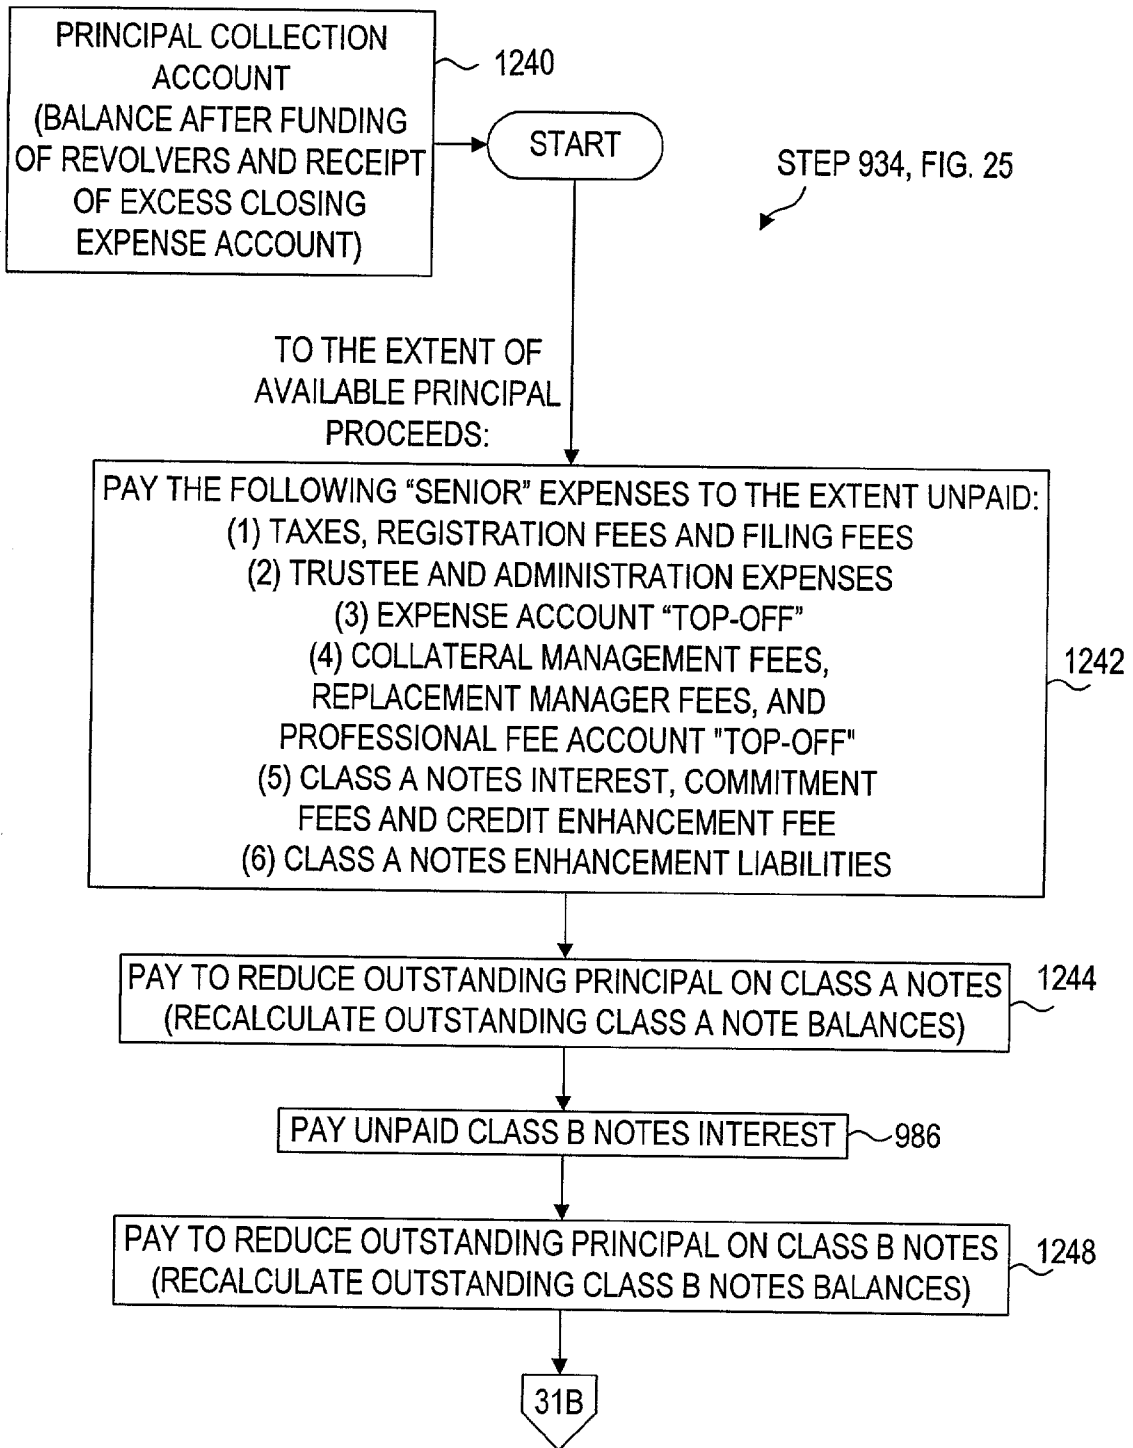 PRINCIPAL COLLECTION
ACCOUNT
(BALANCE AFTER FUNDING
OF REVOLVERS AND RECEIPT
OF EXCESS CLOSING
EXPENSE ACCOUNT)
1240
START
STEP 934, FIG. 25
TO THE EXTENT OF
AVAILABLE PRINCIPAL
PROCEEDS:
PAY THE FOLLOWING “SENIOR” EXPENSES TO THE EXTENT UNPAID:
(1) TAXES, REGISTRATION FEES AND FILING FEES
(2) TRUSTEE AND ADMINISTRATION EXPENSES
(3) EXPENSE ACCOUNT “TOP-OFF”
(4) COLLATERAL MANAGEMENT FEES,
REPLACEMENT MANAGER FEES, AND
PROFESSIONAL FEE ACCOUNT "TOP-OFF"
(5) CLASS A NOTES INTEREST, COMMITMENT
FEES AND CREDIT ENHANCEMENT FEE
(6) CLASS A NOTES ENHANCEMENT LIABILITIES
1242
PAY TO REDUCE OUTSTANDING PRINCIPAL ON CLASS A NOTES
(RECALCULATE OUTSTANDING CLASS A NOTE BALANCES)
1244
PAY UNPAID CLASS B NOTES INTEREST
986
PAY TO REDUCE OUTSTANDING PRINCIPAL ON CLASS B NOTES
(RECALCULATE OUTSTANDING CLASS B NOTES BALANCES)
1248
31B